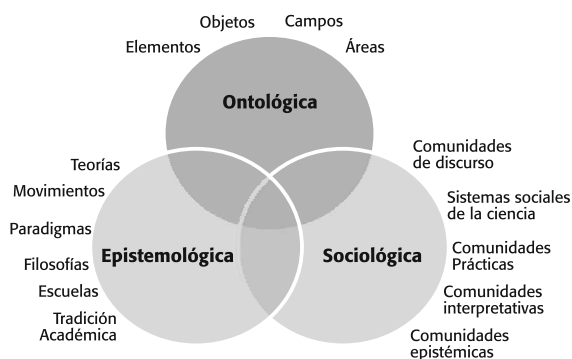 Objetos
Campos
Elementos
Áreas
Ontológica
Teorías
Movimientos
Paradigmas
Filosofías
Escuelas
Tradición
Académica
Epistemológica
Sociológica
Comunidades
de discurso
Sistemas sociales
de la ciencia
Comunidades
Prácticas
Comunidades
interpretativas
Comunidades
epistémicas